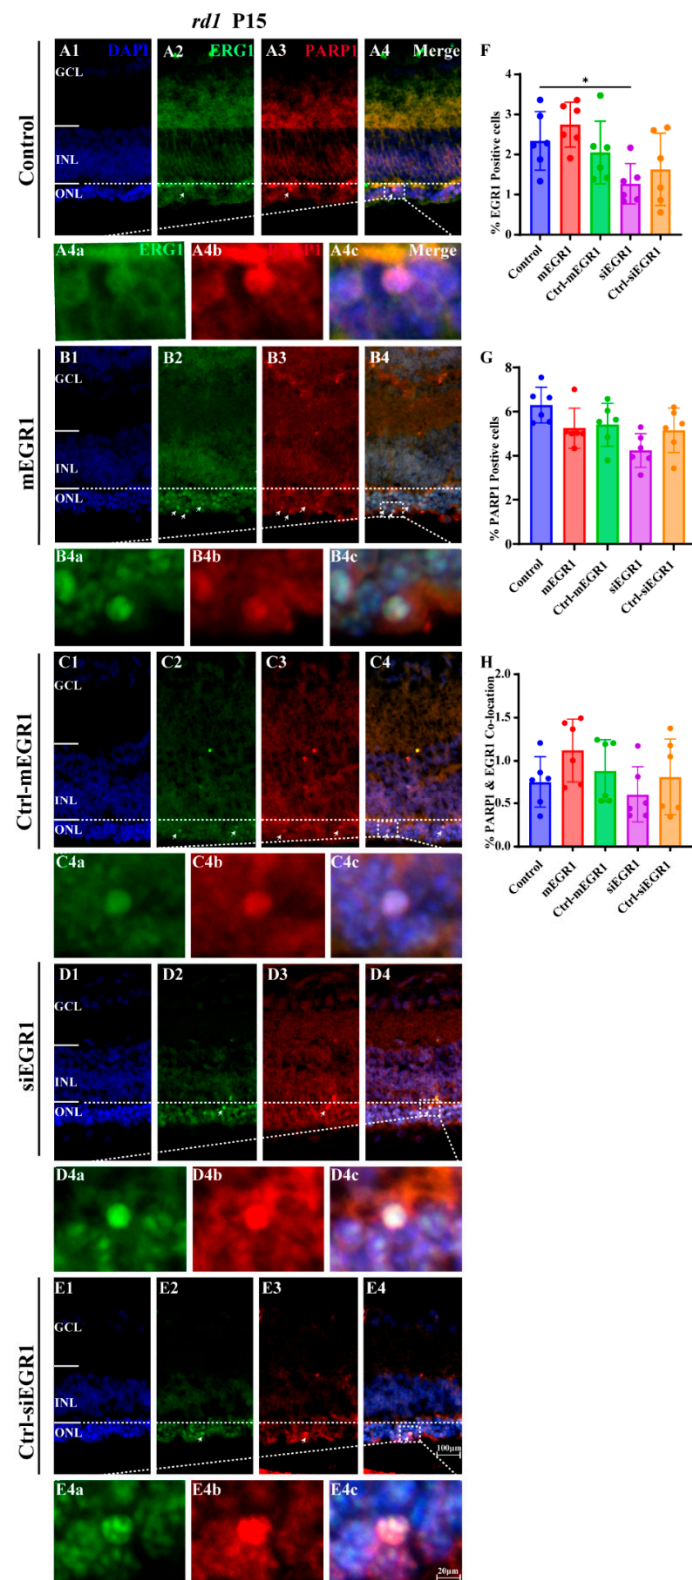 rd1 P15
Control
A1 DAPI A2 ERG1 A3 PARP1 A4 Merge
GCL
INL
ONL
A4a ERG1 A4b PARP1 A4c Merge
mEGR1
B1 B2 B3 B4
GCL
INL
ONL
B4a B4b B4c
Ctrl-mEGR1
C1 C2 C3 C4
GCL
INL
ONL
C4a C4b C4c
siEGR1
D1 D2 D3 D4
GCL
INL
ONL
D4a D4b D4c
Ctrl-siEGR1
E1 E2 E3 E4
GCL
INL
ONL
100μm
E4a E4b E4c
20μm
F
% EGR1 Positive cells
*
4
3
2
1
0
Control mEGR1 Ctrl-mEGR1 siEGR1 Ctrl-siEGR1
G
% PARP1 Postive cells
8
6
4
2
0
Control mEGR1 Ctrl-mEGR1 siEGR1 Ctrl-siEGR1
H
% PARP1 & EGR1 Co-location
2.0
1.5
1.0
0.5
0.0
Control mEGR1 Ctrl-mEGR1 siEGR1 Ctrl-siEGR1